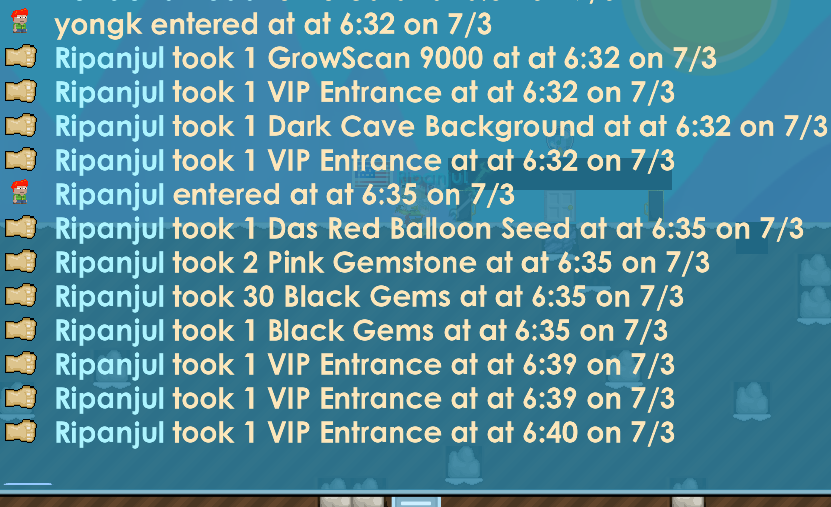 yongk entered at at 6:32 on 7/3
Ripanjul took 1 GrowScan 9000 at at 6:32 on 7/3
Ripanjul took 1 VIP Entrance at at 6:32 on 7/3
Ripanjul took 1 Dark Cave Background at at 6:32 on 7/3
Ripanjul took 1 VIP Entrance at at 6:32 on 7/3
Ripanjul entered at at 6:35 on 7/3
Ripanjul took 1 Das Red Balloon Seed at at 6:35 on 7/3
Ripanjul took 2 Pink Gemstone at at 6:35 on 7/3
Ripanjul took 30 Black Gems at at 6:35 on 7/3
Ripanjul took 1 Black Gems at at 6:35 on 7/3
Ripanjul took 1 VIP Entrance at at 6:39 on 7/3
Ripanjul took 1 VIP Entrance at at 6:39 on 7/3
Ripanjul took 1 VIP Entrance at at 6:40 on 7/3